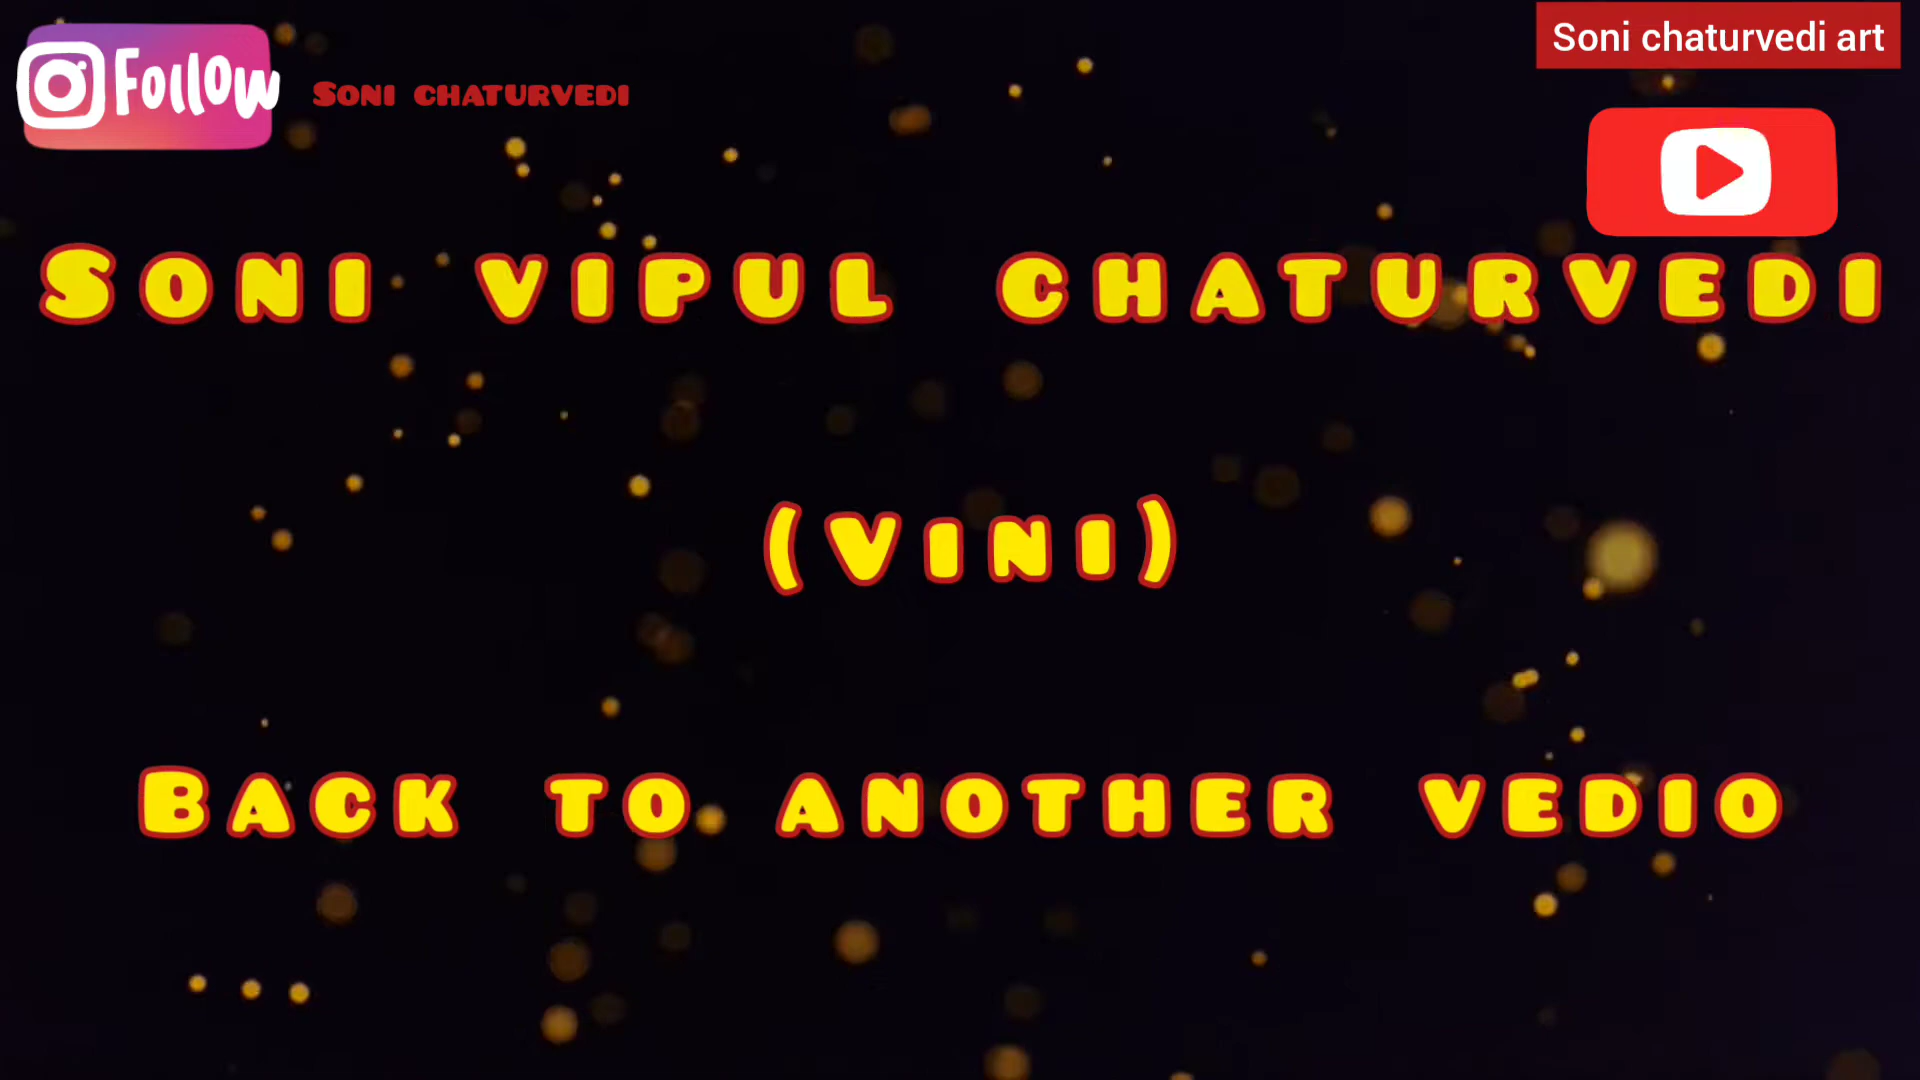 Follow
Soni chaturvedi
Soni chaturvedi art
Soni vipul chaturvedi
(Vini)
Back to another vedio